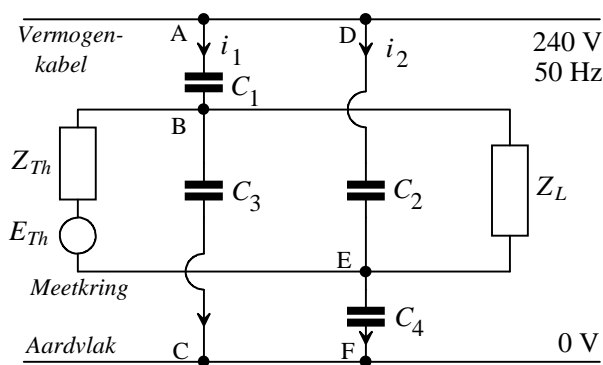 Vermogen-
kabel
A
i1
D
i2
240 V
50 Hz
C1
B
ZTh
C3
C2
ZL
ETh
E
Meetkring
C4
Aardvlak
C
F
0 V